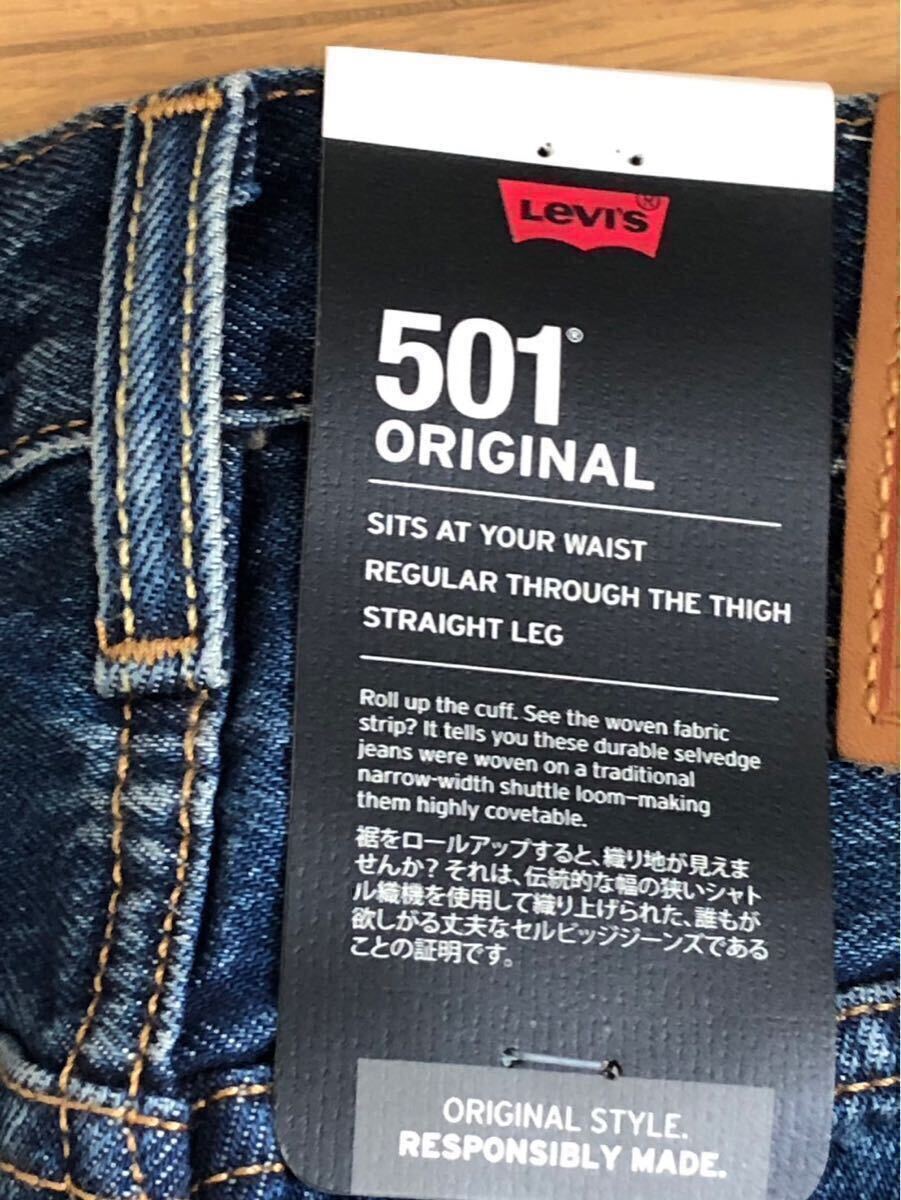 LEVI'S®
501®
ORIGINAL
SITS AT YOUR WAIST
REGULAR THROUGH THE THIGH
STRAIGHT LEG
Roll up the cuff. See the woven fabric
strip? It tells you these durable selvedge
jeans were woven on a traditional
narrow-width shuttle loom—making
them highly covetable.
裾をロールアップすると、織り地が見えま
せんか? それは、伝統的な幅の狭いシャト
ル織機を使用して織り上げられた、誰もが
欲しがる丈夫なセルビッジジーンズである
ことの証明です。
ORIGINAL STYLE.
RESPONSIBLY MADE.